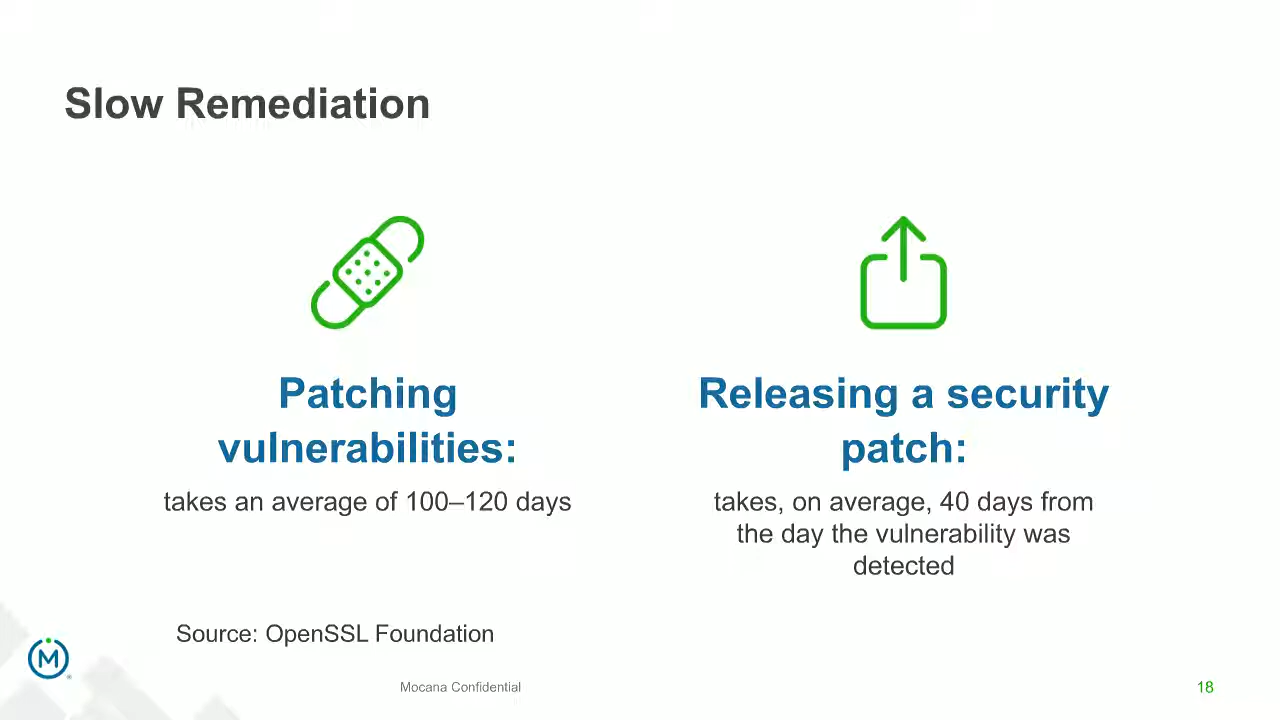 Slow Remediation
Patching
vulnerabilities:
takes an average of 100–120 days
Releasing a security
patch:
takes, on average, 40 days from
the day the vulnerability was
detected
Source: OpenSSL Foundation
M
®
Mocana Confidential
18